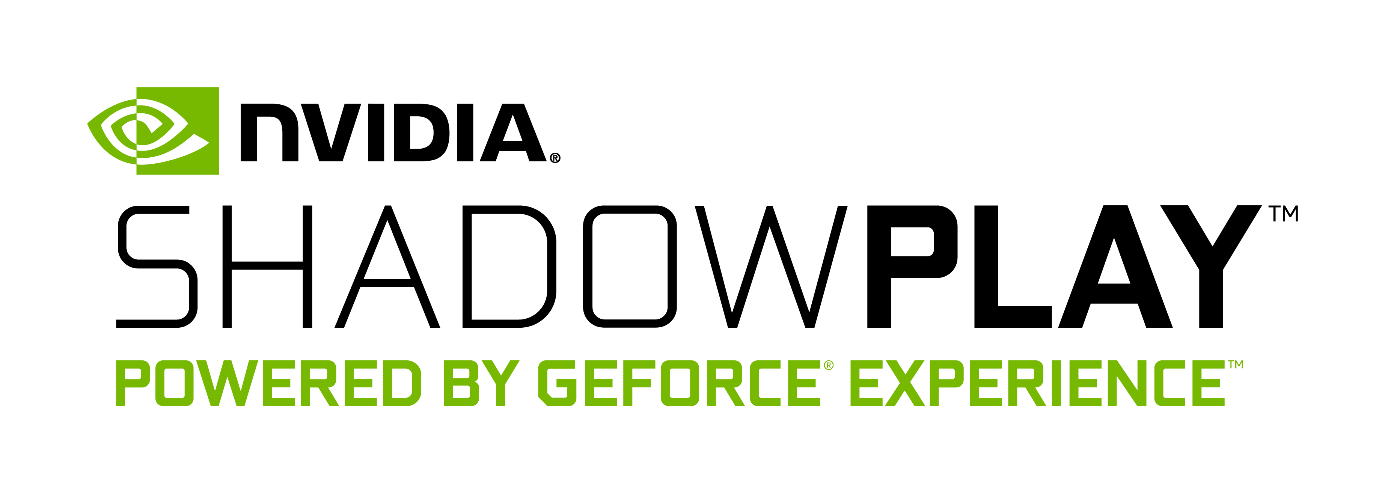 NVIDIA®
SHADOWPLAY™
POWERED BY GEFORCE® EXPERIENCE™